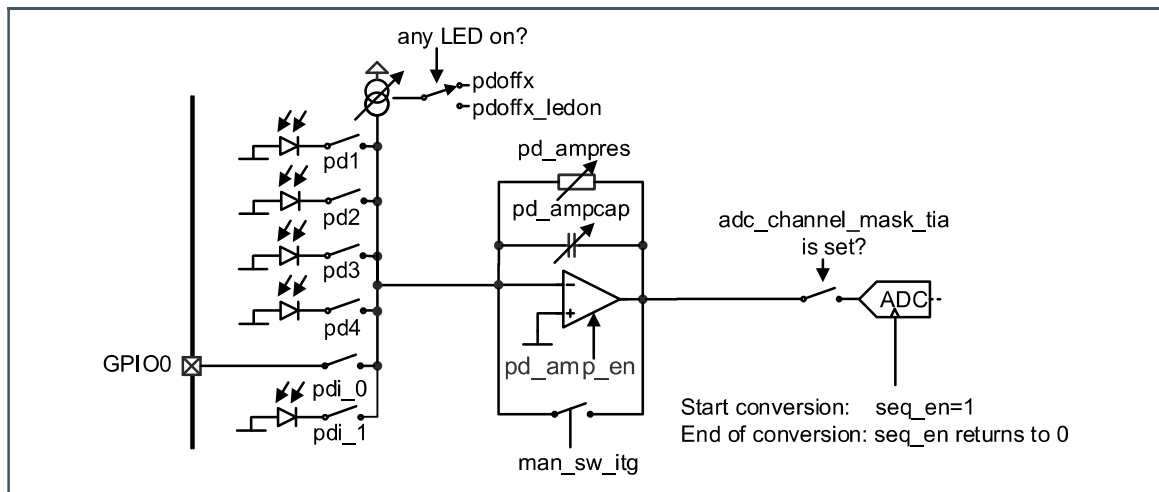 any LED on?
pdoffx
pdoffx_ledon
pd1
pd2
pd3
pd4
GPIO0
pdi_0
pdi_1
pd_ampres
pd_ampcap
pd_amp_en
man_sw_itg
adc_channel_mask_tia
is set?
ADC
Start conversion: seq_en=1
End of conversion: seq_en returns to 0